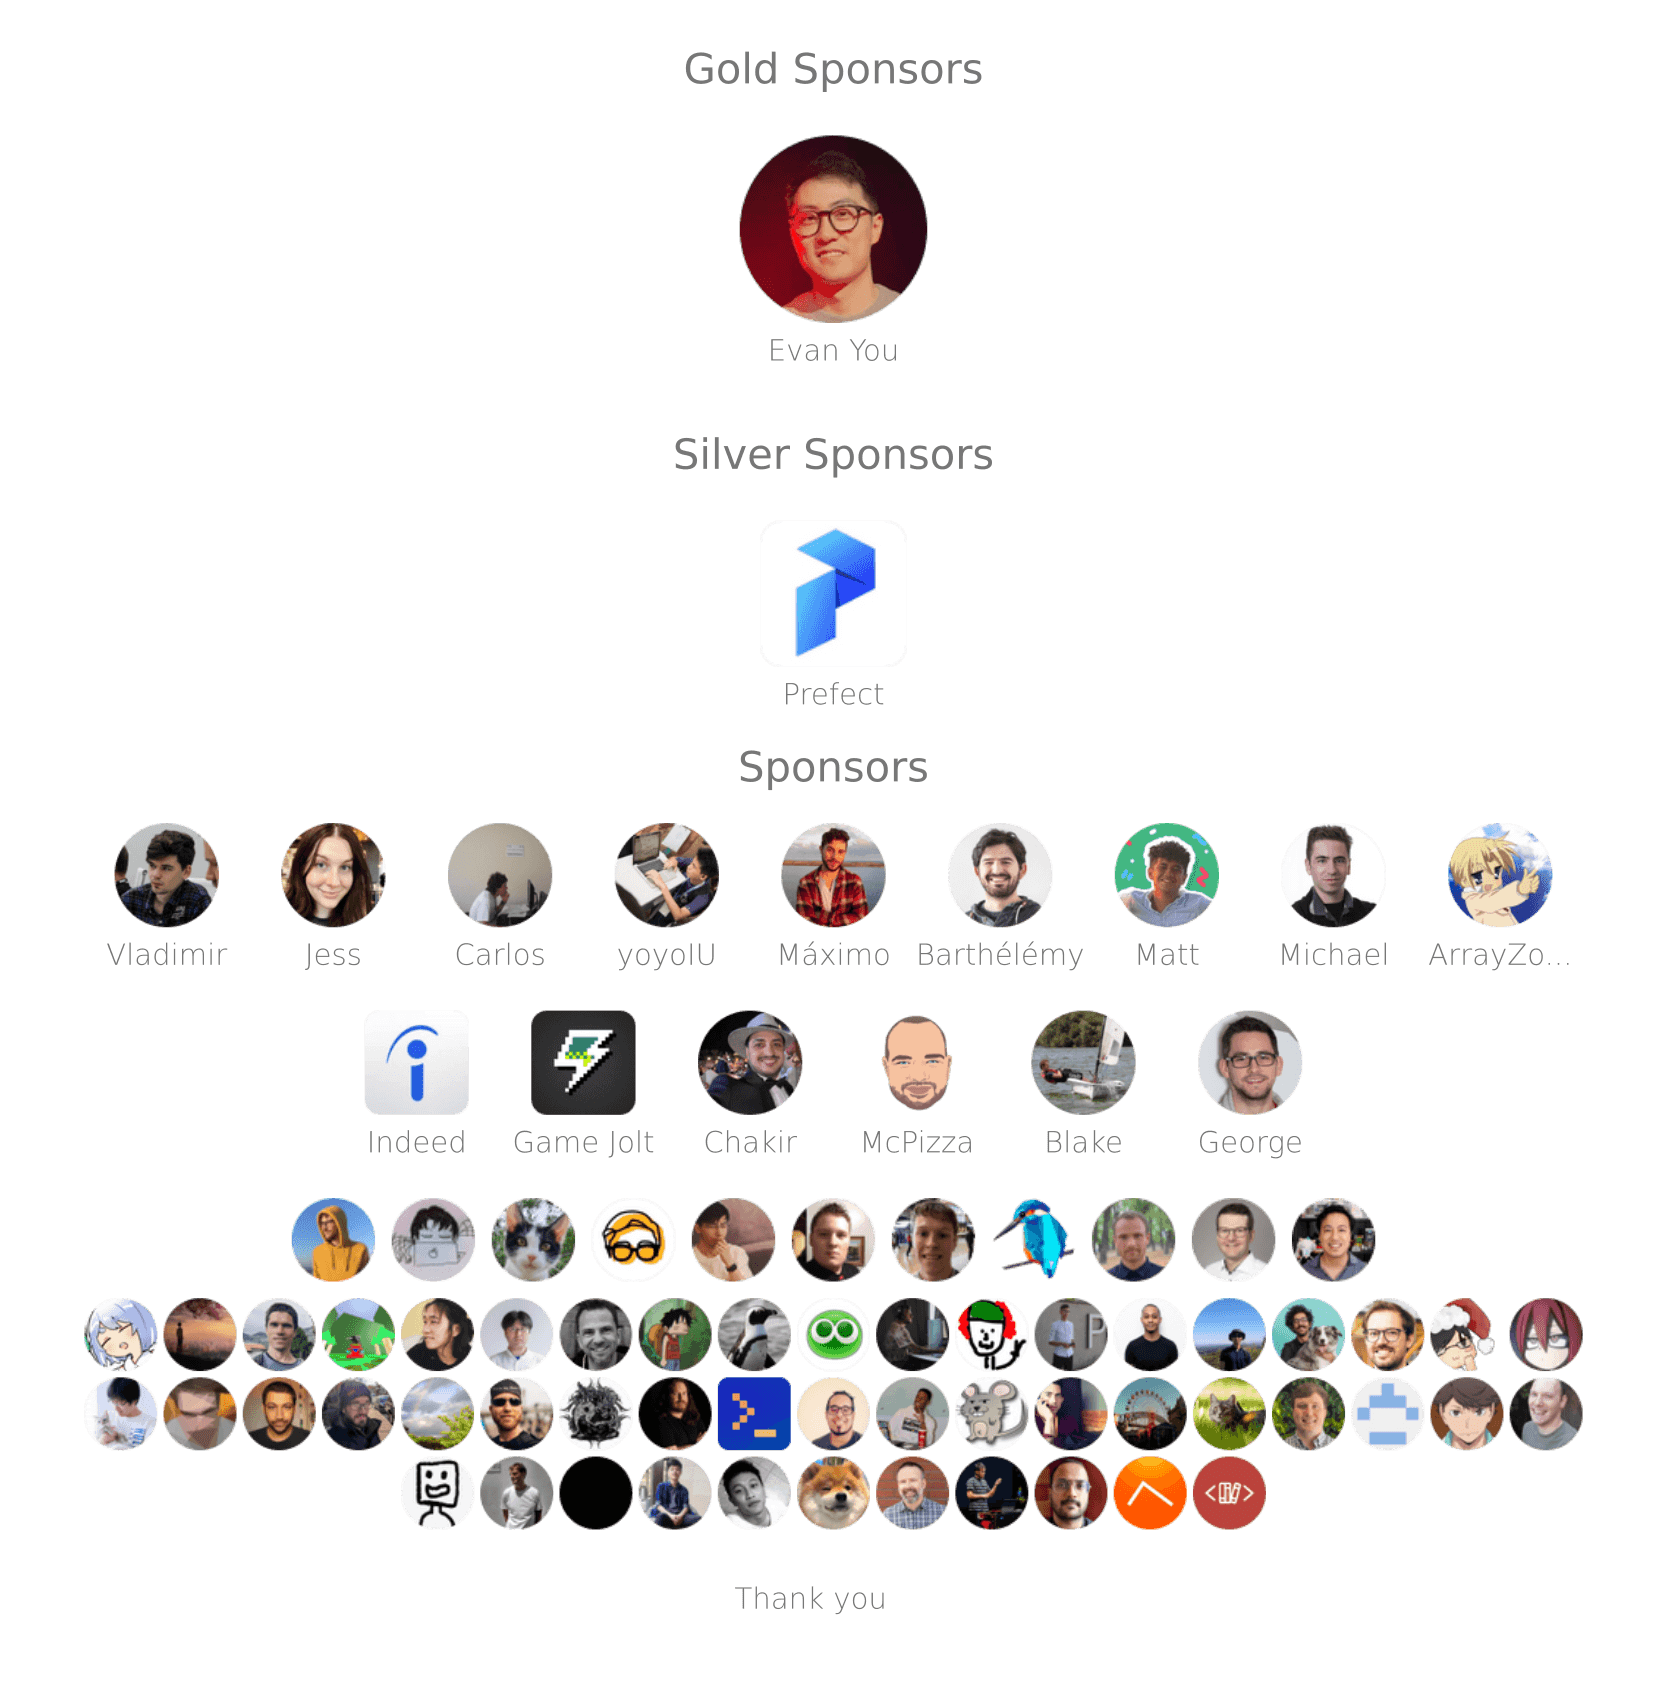 Gold Sponsors
Evan You
Silver Sponsors
Prefect
Sponsors
Vladimir Jess Carlos yoyoIU Máximo Barthélémy Matt Michael ArrayZo...
Indeed Game Jolt Chakir McPizza Blake George
Thank you